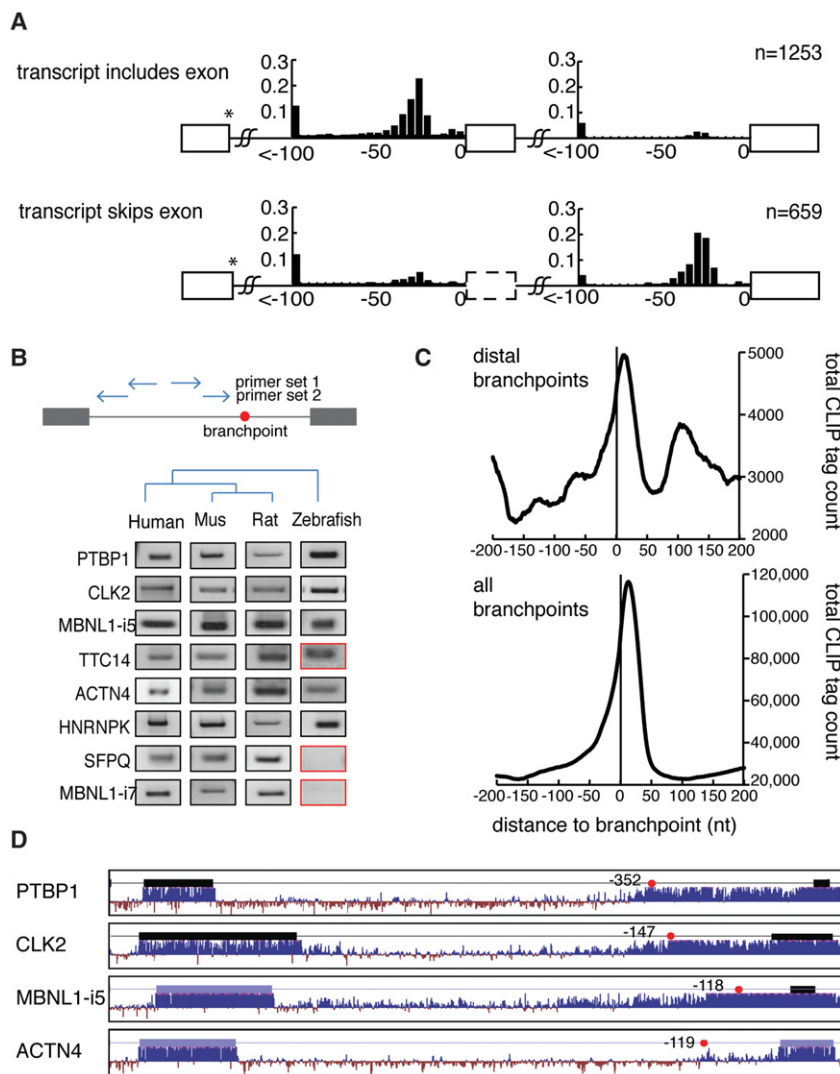 A
transcript includes exon
n=1253
*
0.3
0.2
0.1
<-100 -50 0
0.3
0.2
0.1
<-100 -50 0
transcript skips exon
n=659
*
0.3
0.2
0.1
<-100 -50 0
0.3
0.2
0.1
<-100 -50 0
B
primer set 1
primer set 2
branchpoint
Human Mus Rat Zebrafish
PTBP1
CLK2
MBNL1-i5
TTC14
ACTN4
HNRNPK
SFPQ
MBNL1-i7
C
distal
branchpoints
5000
4000
3000
2000
total CLIP tag count
-200 -150 -100 -50 0 50 100 150 200
all
branchpoints
120,000
100,000
80,000
60,000
40,000
20,000
total CLIP tag count
-200 -150 -100 -50 0 50 100 150 200
distance to branchpoint (nt)
D
PTBP1
-352
CLK2
-147
MBNL1-i5
-118
ACTN4
-119